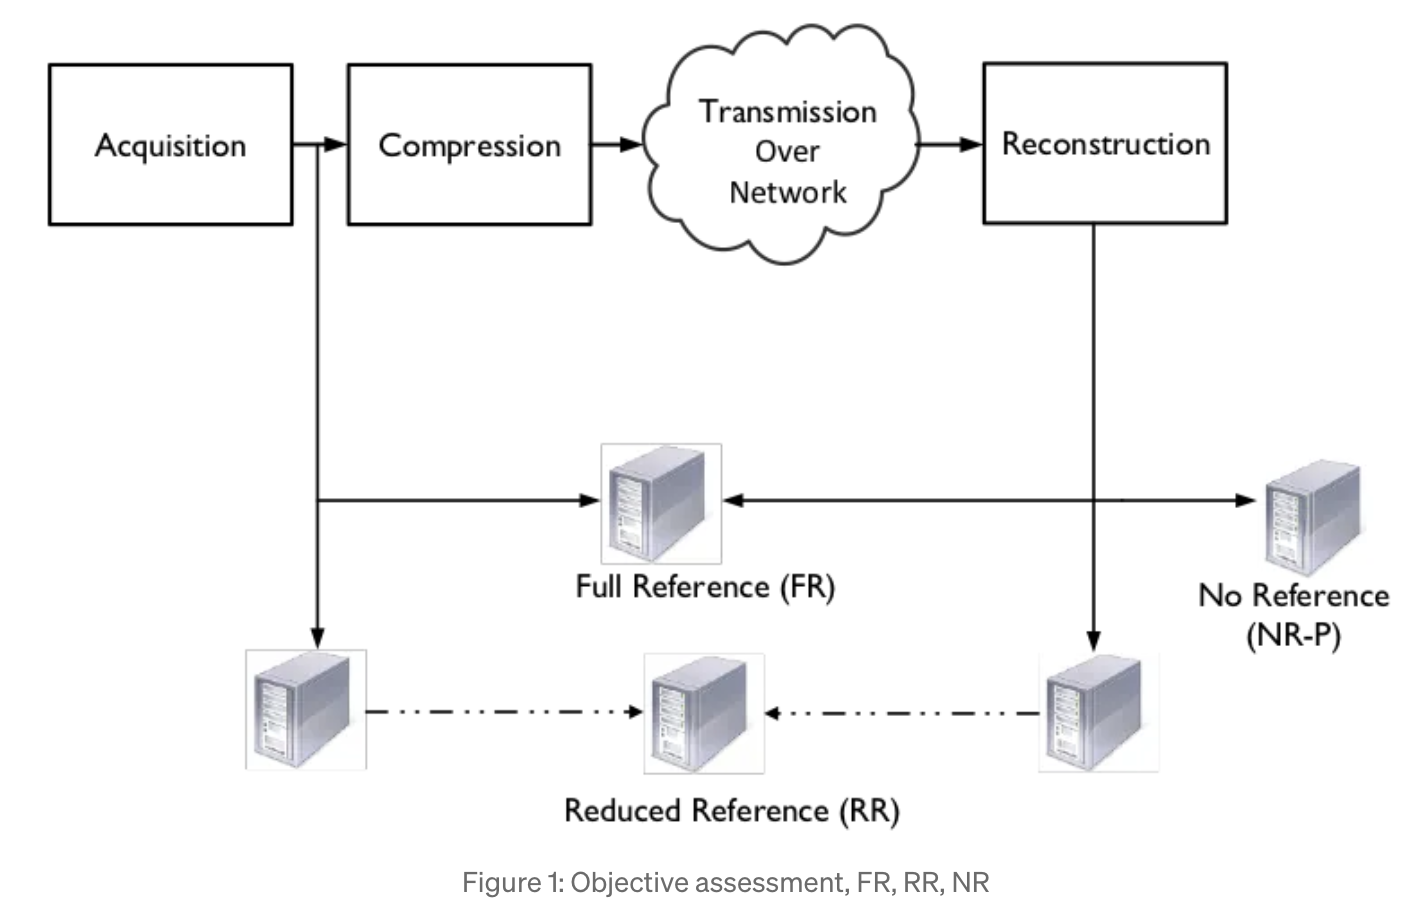 Acquisition
Compression
Transmission
Over
Network
Reconstruction
Full Reference (FR)
No Reference
(NR-P)
Reduced Reference (RR)
Figure 1: Objective assessment, FR, RR, NR